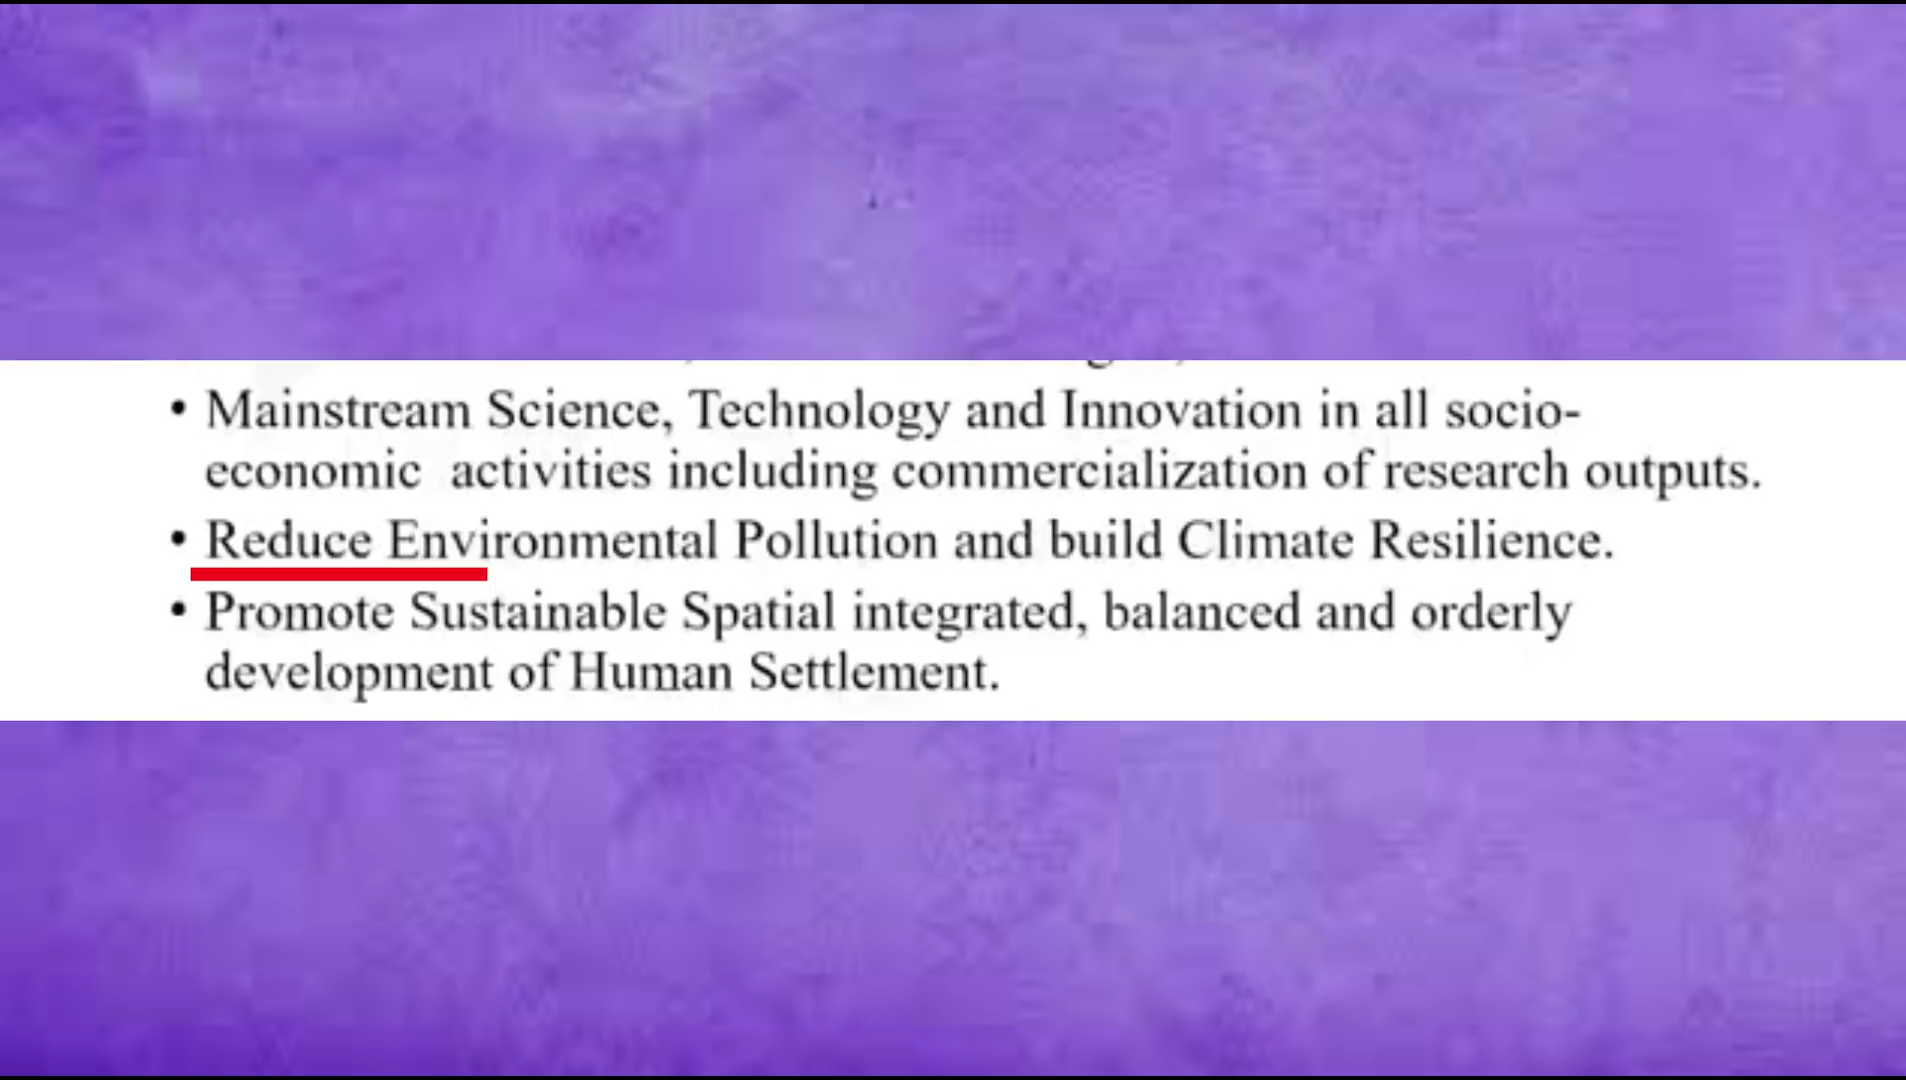 • Mainstream Science, Technology and Innovation in all socio-
economic activities including commercialization of research outputs.
• Reduce Environmental Pollution and build Climate Resilience.
• Promote Sustainable Spatial integrated, balanced and orderly
development of Human Settlement.